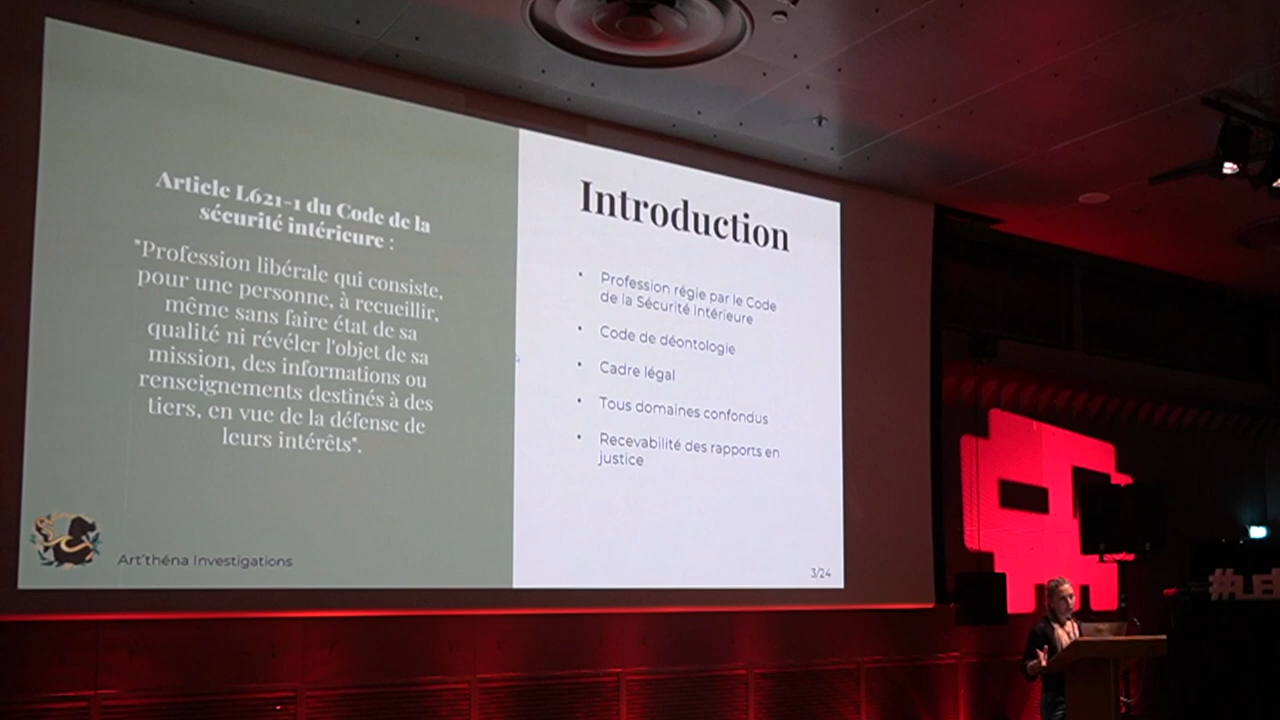 Article L621-1 du Code de la
sécurité intérieure :
"Profession libérale qui consiste,
pour une personne, à recueillir,
même sans faire état de sa
qualité ni révéler l'objet de sa
mission, des informations ou
renseignements destinés à des
tiers, en vue de la défense de
leurs intérêts".
Art'théna Investigations
Introduction
• Profession régie par le Code
de la Sécurité Intérieure
• Code de déontologie
• Cadre légal
• Tous domaines confondus
• Recevabilité des rapports en
justice
3/24